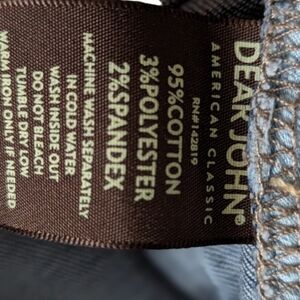 DEAR JOHN®
AMERICAN CLASSIC
RN#142819
95%COTTON
3%POLYESTER
2%SPANDEX
MACHINE WASH SEPARATELY
IN COLD WATER
WASH INSIDE OUT
DO NOT BLEACH
TUMBLE DRY LOW
WARM IRON ONLY IF NEEDED